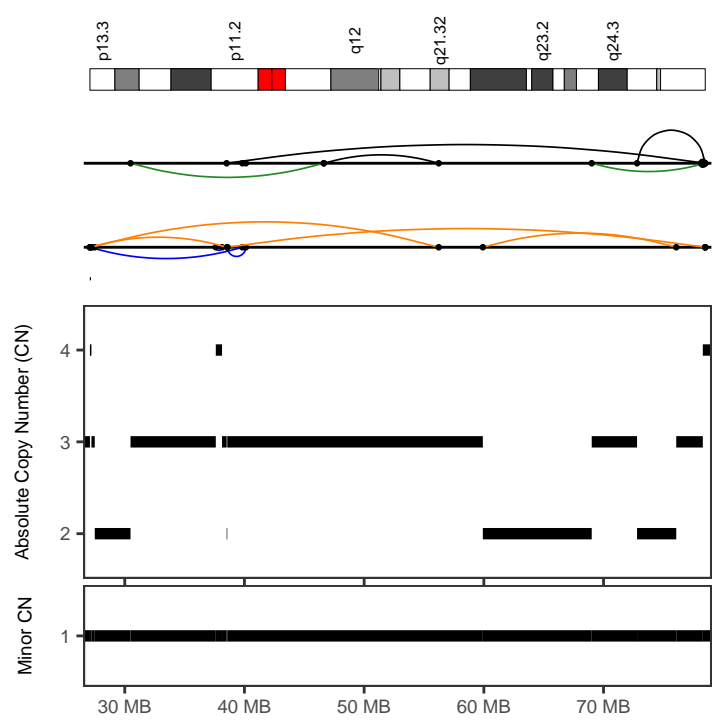 p13.3
p11.2
q12
q21.32
q23.2
q24.3
Absolute Copy Number (CN)
4
3
2
Minor CN
1
30 MB
40 MB
50 MB
60 MB
70 MB